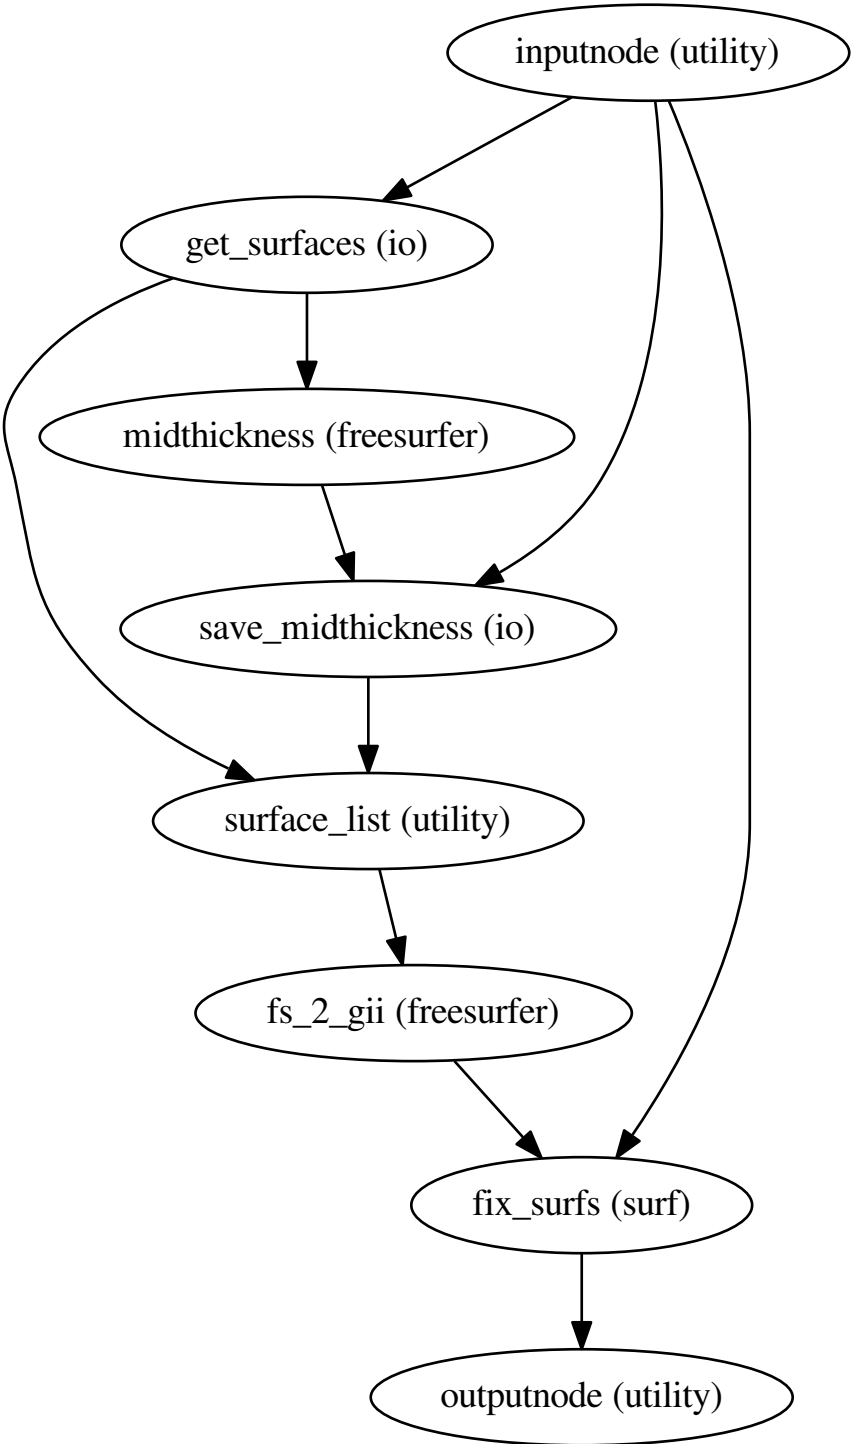 inputnode (utility)
get_surfaces (io)
midthickness (freesurfer)
save_midthickness (io)
surface_list (utility)
fs_2_gii (freesurfer)
fix_surfs (surf)
outputnode (utility)